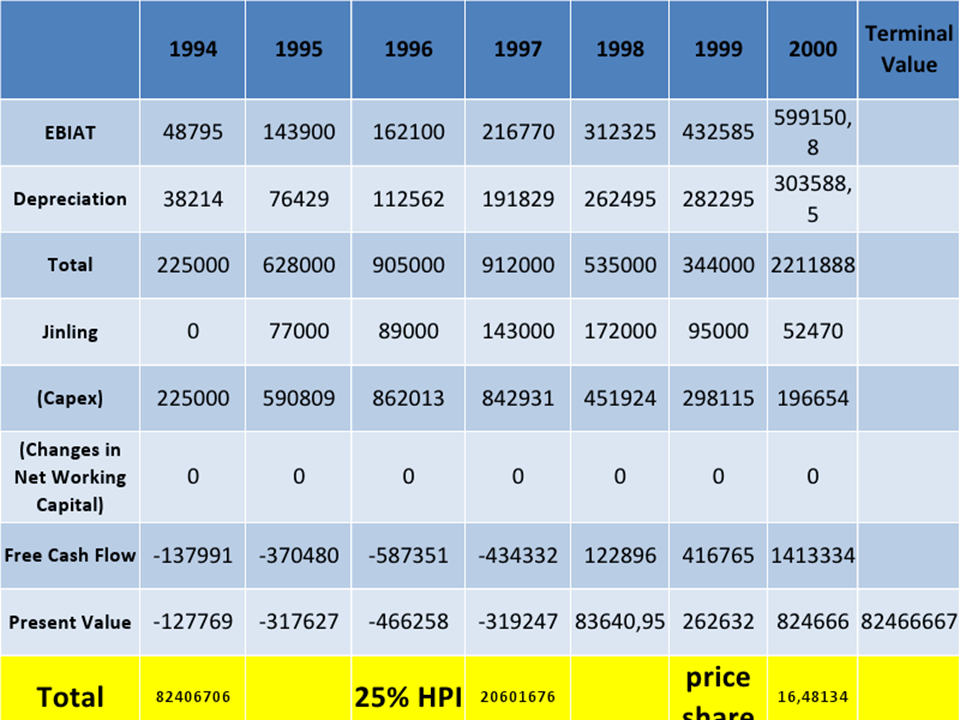 1994 1995 1996 1997 1998 1999 2000 Terminal Value
EBIAT 48795 143900 162100 216770 312325 432585 599150,8
Depreciation 38214 76429 112562 191829 262495 282295 303588,5
Total 225000 628000 905000 912000 535000 344000 2211888
Jinling 0 77000 89000 143000 172000 95000 52470
(Capex) 225000 590809 862013 842931 451924 298115 196654
(Changes in Net Working Capital) 0 0 0 0 0 0 0
Free Cash Flow -137991 -370480 -587351 -434332 122896 416765 1413334
Present Value -127769 -317627 -466258 -319247 83640,95 262632 824666 82466667
Total 82406706 25% HPI 20601676 price share 16,48134